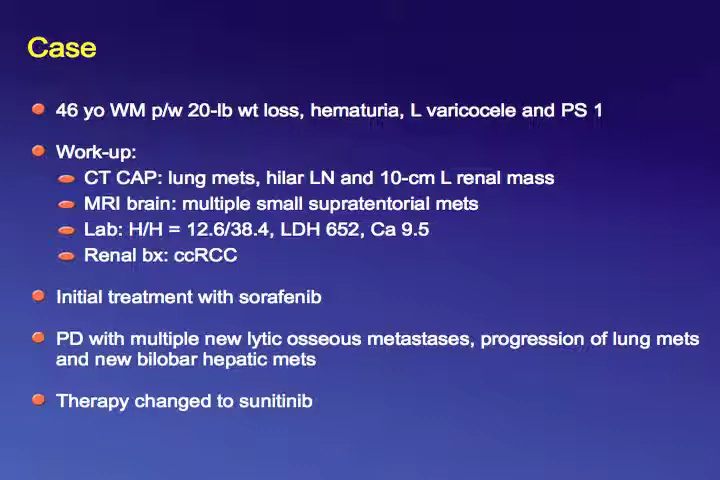 Case
46 yo WM p/w 20-lb wt loss, hematuria, L varicocele and PS 1
Work-up:
CT CAP: lung mets, hilar LN and 10-cm L renal mass
MRI brain: multiple small supratentorial mets
Lab: H/H = 12.6/38.4, LDH 652, Ca 9.5
Renal bx: ccRCC
Initial treatment with sorafenib
PD with multiple new lytic osseous metastases, progression of lung mets
and new bilobar hepatic mets
Therapy changed to sunitinib